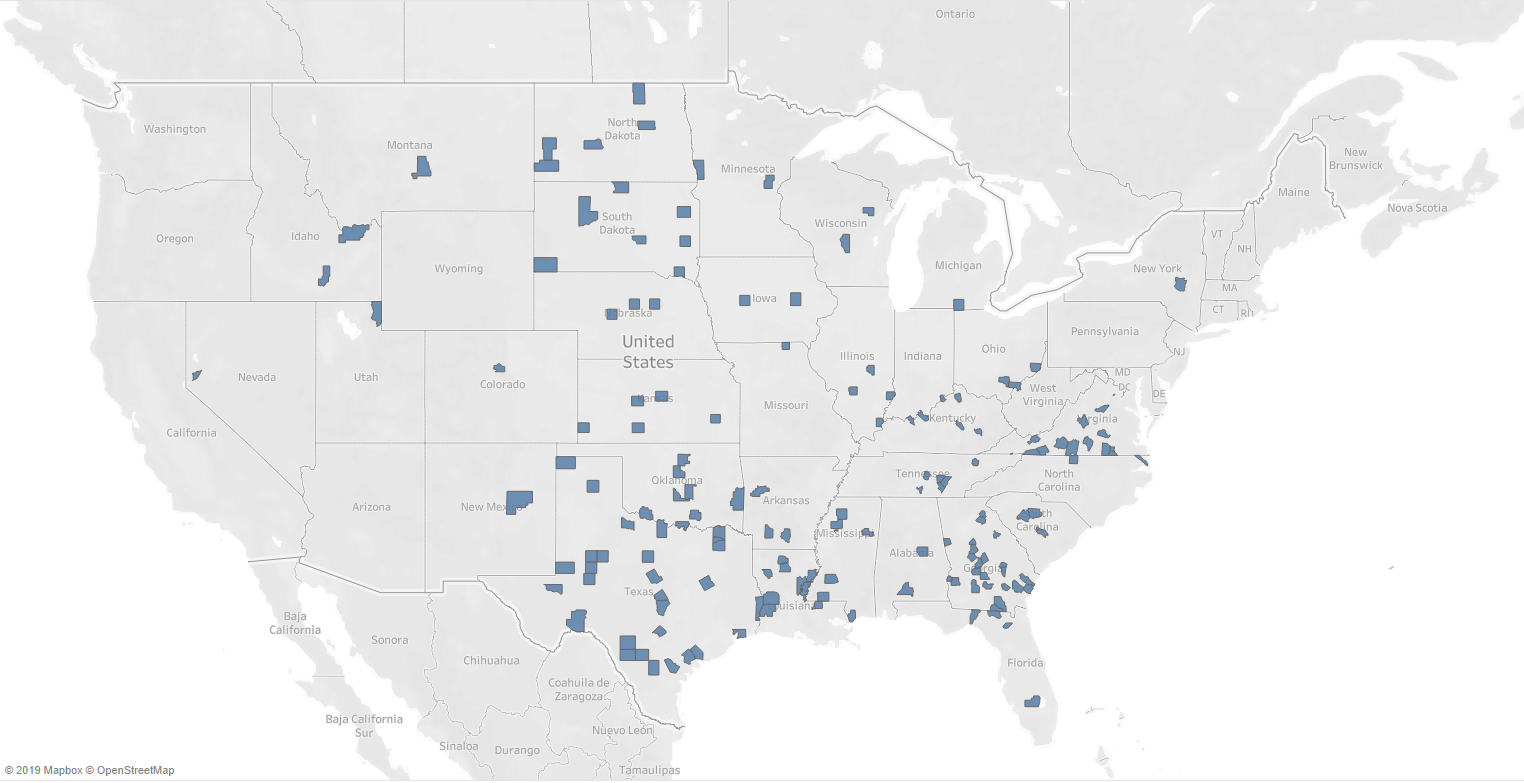 Ontario
Washington
North
Dakota
Montana
Minnesota
New
Brunswick
Maine
Nova Scotia
Oregon
Idaho
South
Dakota
Wisconsin
VT
NH
Wyoming
Michigan
New York
MA
CT
RI
Iowa
Nebraska
Pennsylvania
United
States
Illinois
Indiana
Ohio
NJ
Nevada
Utah
Colorado
MD
DC
West
Virginia
DE
Kansas
Missouri
California
Kentucky
Virginia
Tennessee
North
Carolina
Oklahoma
Arkansas
Arizona
New Mexico
South
Carolina
Mississippi
Alabama
Georgia
Texas
Louisiana
Baja
California
Sonora
Chihuahua
Florida
Coahuila de
Zaragoza
Baja California
Sur
Nuevo León
Sinaloa
Durango
Tamaulipas
© 2019 Mapbox © OpenStreetMap